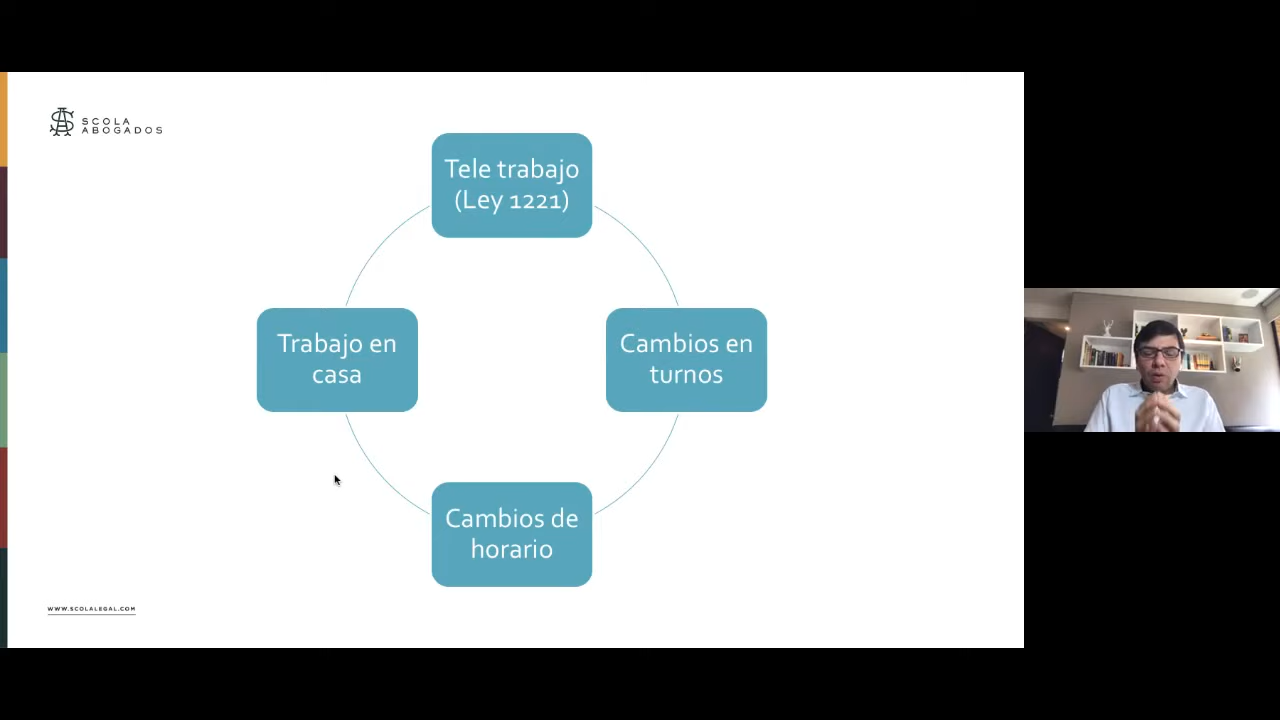 SCOLA
ABOGADOS
Tele trabajo
(Ley 1221)
Trabajo en
casa
Cambios en
turnos
Cambios de
horario
WWW.SCOLALEGAL.COM